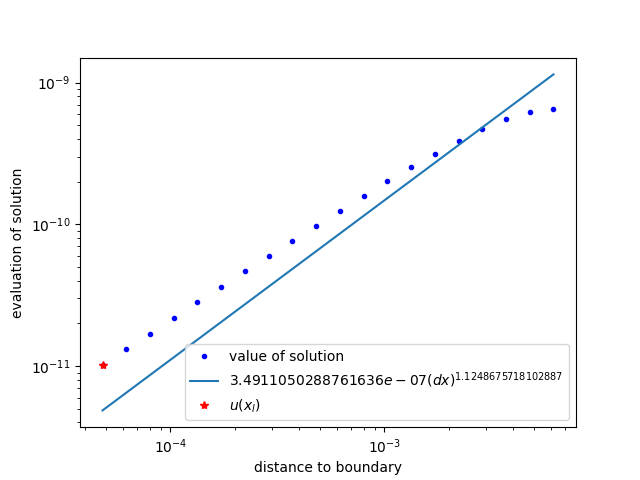 10^{-9}
10^{-10}
10^{-11}
evaluation of solution
value of solution
3.4911050288761636e − 07(dx)^{1.1248675718102887}
u(x_l)
10^{-4}
10^{-3}
distance to boundary